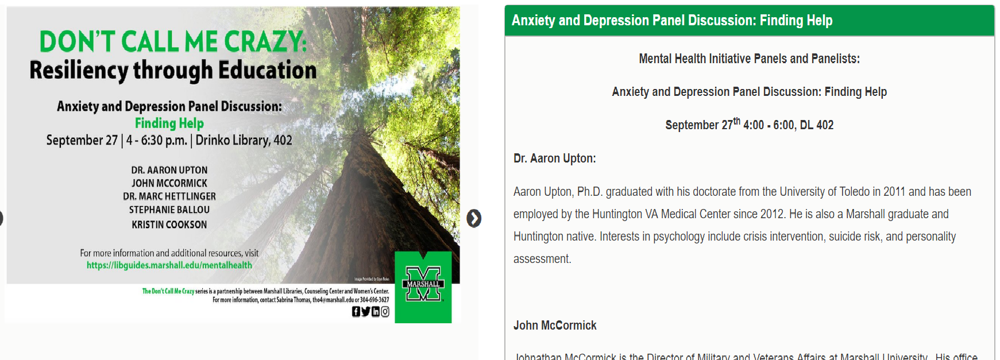 DON'T CALL ME CRAZY:
Resiliency through Education
Anxiety and Depression Panel Discussion:
Finding Help
September 27 | 4 - 6:30 p.m. | Drinko Library, 402
DR. AARON UPTON
JOHN MCCORMICK
DR. MARC HETTLINGER
STEPHANIE BALLOU
KRISTIN COOKSON
For more information and additional resources, visit
https://libguides.marshall.edu/mentalhealth
Image Provided by Eryn Roles
The Don't Call Me Crazy series is a partnership between Marshall Libraries, Counseling Center and Women's Center.
For more information, contact Sabrina Thomas, tho4@marshall.edu or 304-696-3627
MARSHALL
Anxiety and Depression Panel Discussion: Finding Help
Mental Health Initiative Panels and Panelists:
Anxiety and Depression Panel Discussion: Finding Help
September 27th 4:00 - 6:00, DL 402
Dr. Aaron Upton:
Aaron Upton, Ph.D. graduated with his doctorate from the University of Toledo in 2011 and has been
employed by the Huntington VA Medical Center since 2012. He is also a Marshall graduate and
Huntington native. Interests in psychology include crisis intervention, suicide risk, and personality
assessment.
John McCormick
Johnathan McCormick is the Director of Military and Veterans Affairs at Marshall University. His office